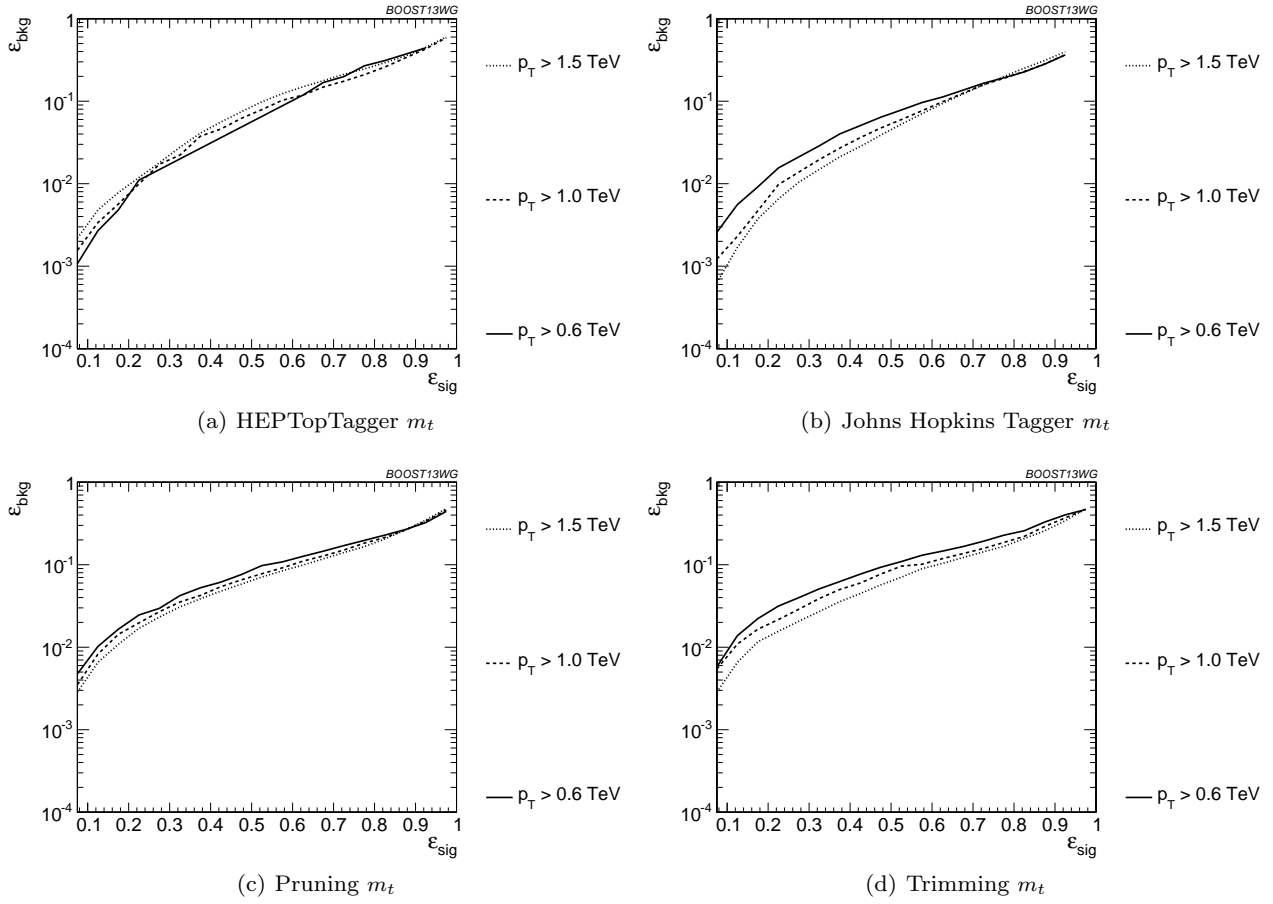 BOOST13WG
ε_bkg
1
10^-1
10^-2
10^-3
10^-4
0.1 0.2 0.3 0.4 0.5 0.6 0.7 0.8 0.9 1
ε_sig
p_T > 1.5 TeV
p_T > 1.0 TeV
p_T > 0.6 TeV
(a) HEPTopTagger m_t
BOOST13WG
ε_bkg
1
10^-1
10^-2
10^-3
10^-4
0.1 0.2 0.3 0.4 0.5 0.6 0.7 0.8 0.9 1
ε_sig
p_T > 1.5 TeV
p_T > 1.0 TeV
p_T > 0.6 TeV
(b) Johns Hopkins Tagger m_t
BOOST13WG
ε_bkg
1
10^-1
10^-2
10^-3
10^-4
0.1 0.2 0.3 0.4 0.5 0.6 0.7 0.8 0.9 1
ε_sig
p_T > 1.5 TeV
p_T > 1.0 TeV
p_T > 0.6 TeV
(c) Pruning m_t
BOOST13WG
ε_bkg
1
10^-1
10^-2
10^-3
10^-4
0.1 0.2 0.3 0.4 0.5 0.6 0.7 0.8 0.9 1
ε_sig
p_T > 1.5 TeV
p_T > 1.0 TeV
p_T > 0.6 TeV
(d) Trimming m_t